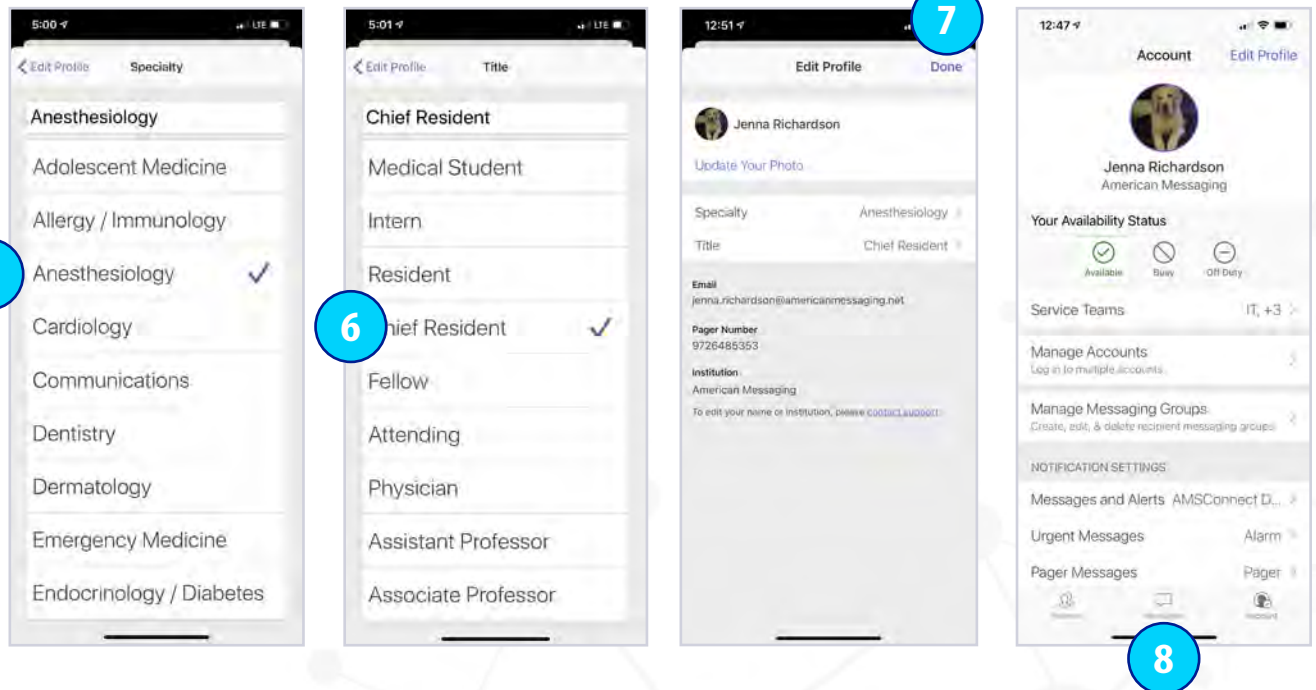 5:00
LTE
Edit Profile
Specialty
Anesthesiology
Adolescent Medicine
Allergy / Immunology
Anesthesiology
Cardiology
Communications
Dentistry
Dermatology
Emergency Medicine
Endocrinology / Diabetes
5:01
LTE
Edit Profile
Title
Chief Resident
Medical Student
Intern
Resident
6
hief Resident
Fellow
Attending
Physician
Assistant Professor
Associate Professor
12:51
7
Edit Profile
Done
Jenna Richardson
Update Your Photo
Specialty
Anesthesiology
Title
Chief Resident
Email
jenna.richardson@americanmessaging.net
Pager Number
9726485353
Institution
American Messaging
To edit your name or institution, please contact support.
12:47
Account
Edit Profile
Jenna Richardson
American Messaging
Your Availability Status
Available
Busy
Off Duty
Service Teams
IT, +3
Manage Accounts
Log in to multiple accounts
Manage Messaging Groups
Create, edit, & delete recipient messaging groups
NOTIFICATION SETTINGS
Messages and Alerts AMSConnect D...
Urgent Messages
Alarm
Pager Messages
Pager
8